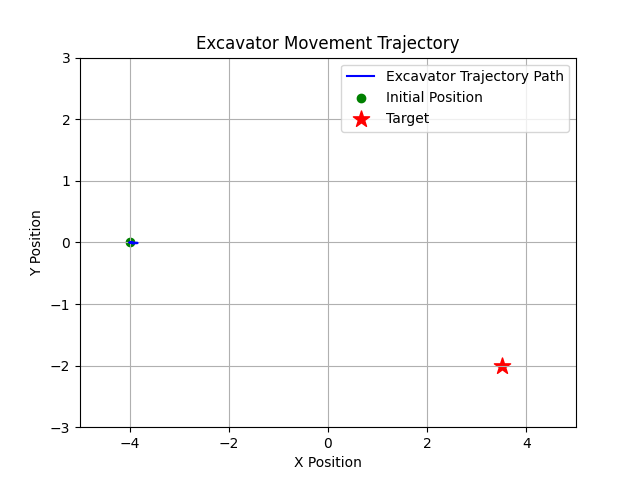 Excavator Movement Trajectory
Excavator Trajectory Path
Initial Position
Target
3
2
1
0
−1
−2
−3
Y Position
−4
−2
0
2
4
X Position